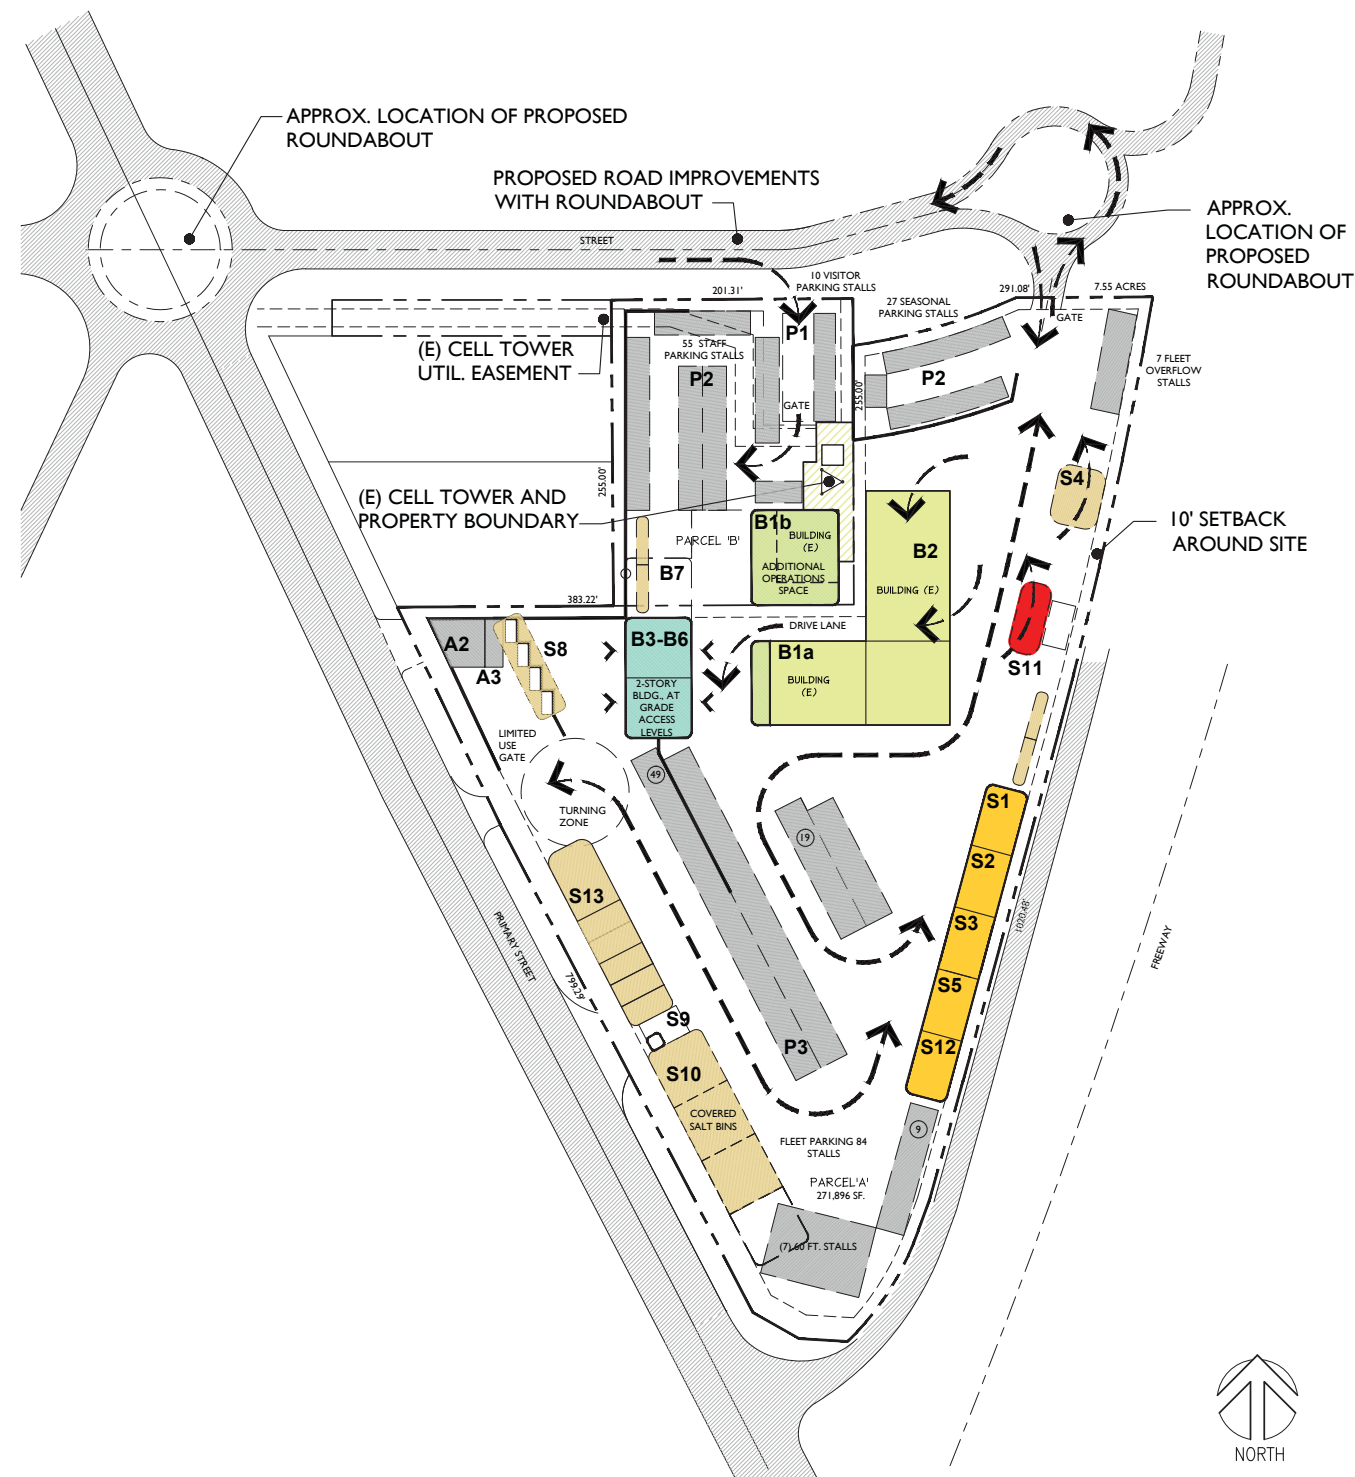 APPROX. LOCATION OF PROPOSED
ROUNDABOUT
PROPOSED ROAD IMPROVEMENTS
WITH ROUNDABOUT
APPROX.
LOCATION OF
PROPOSED
ROUNDABOUT
STREET
10 VISITOR
PARKING STALLS
201.31'
27 SEASONAL
PARKING STALLS
291.08'
7.55 ACRES
GATE
P1
55 STAFF
PARKING STALLS
(E) CELL TOWER
UTIL. EASEMENT
P2
P2
7 FLEET
OVERFLOW
STALLS
255.00'
GATE
255.00'
S4
(E) CELL TOWER AND
PROPERTY BOUNDARY
10' SETBACK
AROUND SITE
B1b
BUILDING
(E)
ADDITIONAL
OPERATIONS
SPACE
PARCEL 'B'
B2
BUILDING (E)
B7
383.22'
DRIVE LANE
A2
A3
S8
B3-B6
2-STORY
BLDG., AT
GRADE
ACCESS
LEVELS
B1a
BUILDING
(E)
S11
LIMITED
USE
GATE
49
TURNING
ZONE
19
S1
S2
S3
S5
S12
1020.48'
FREEWAY
S13
PRIMARY STREET
799.29'
S9
S10
P3
COVERED
SALT BINS
FLEET PARKING 84
STALLS
9
PARCEL'A'
271,896 SF.
(7) 60 FT. STALLS
NORTH